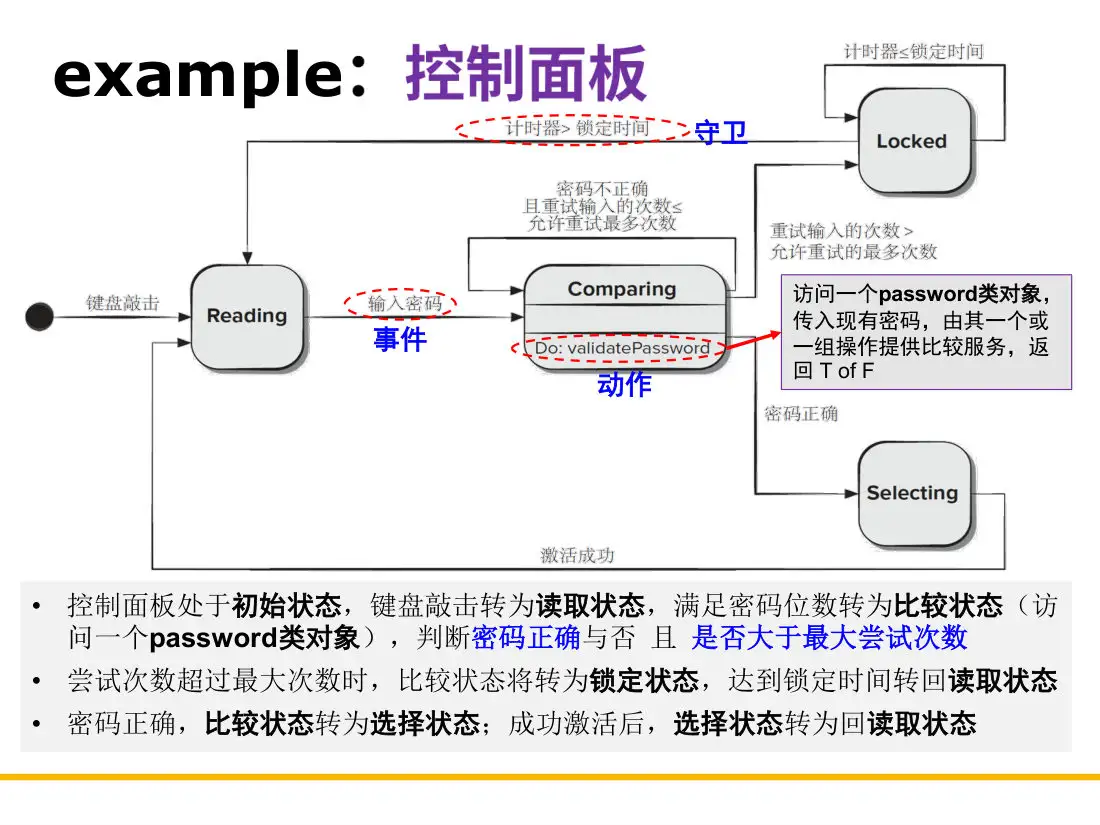 example：控制面板
计时器≤锁定时间
Locked
计时器> 锁定时间
守卫
密码不正确
且重试输入的次数≤
允许重试最多次数
重试输入的次数 >
允许重试的最多次数
键盘敲击
Reading
输入密码
事件
Comparing
Do: validatePassword
动作
访问一个password类对象，
传入现有密码，由其一个或
一组操作提供比较服务，返
回 T of F
密码正确
Selecting
激活成功
• 控制面板处于初始状态，键盘敲击转为读取状态，满足密码位数转为比较状态（访
问一个password类对象），判断密码正确与否 且 是否大于最大尝试次数
• 尝试次数超过最大次数时，比较状态将转为锁定状态，达到锁定时间转回读取状态
• 密码正确，比较状态转为选择状态；成功激活后，选择状态转为回读取状态